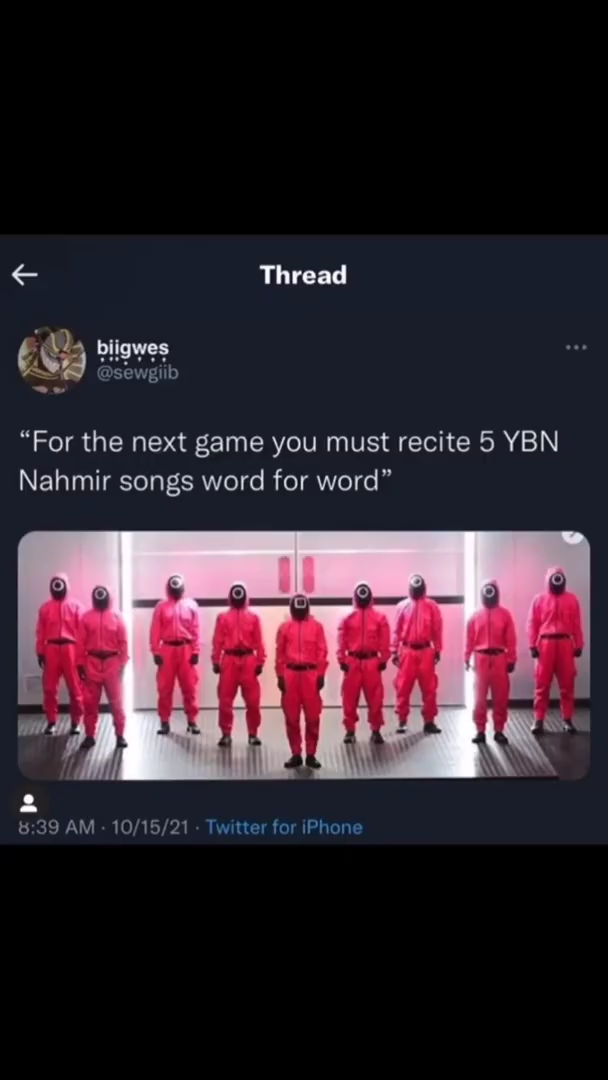 Thread
biigwes
@sewgiib
“For the next game you must recite 5 YBN
Nahmir songs word for word”
8:39 AM · 10/15/21 · Twitter for iPhone